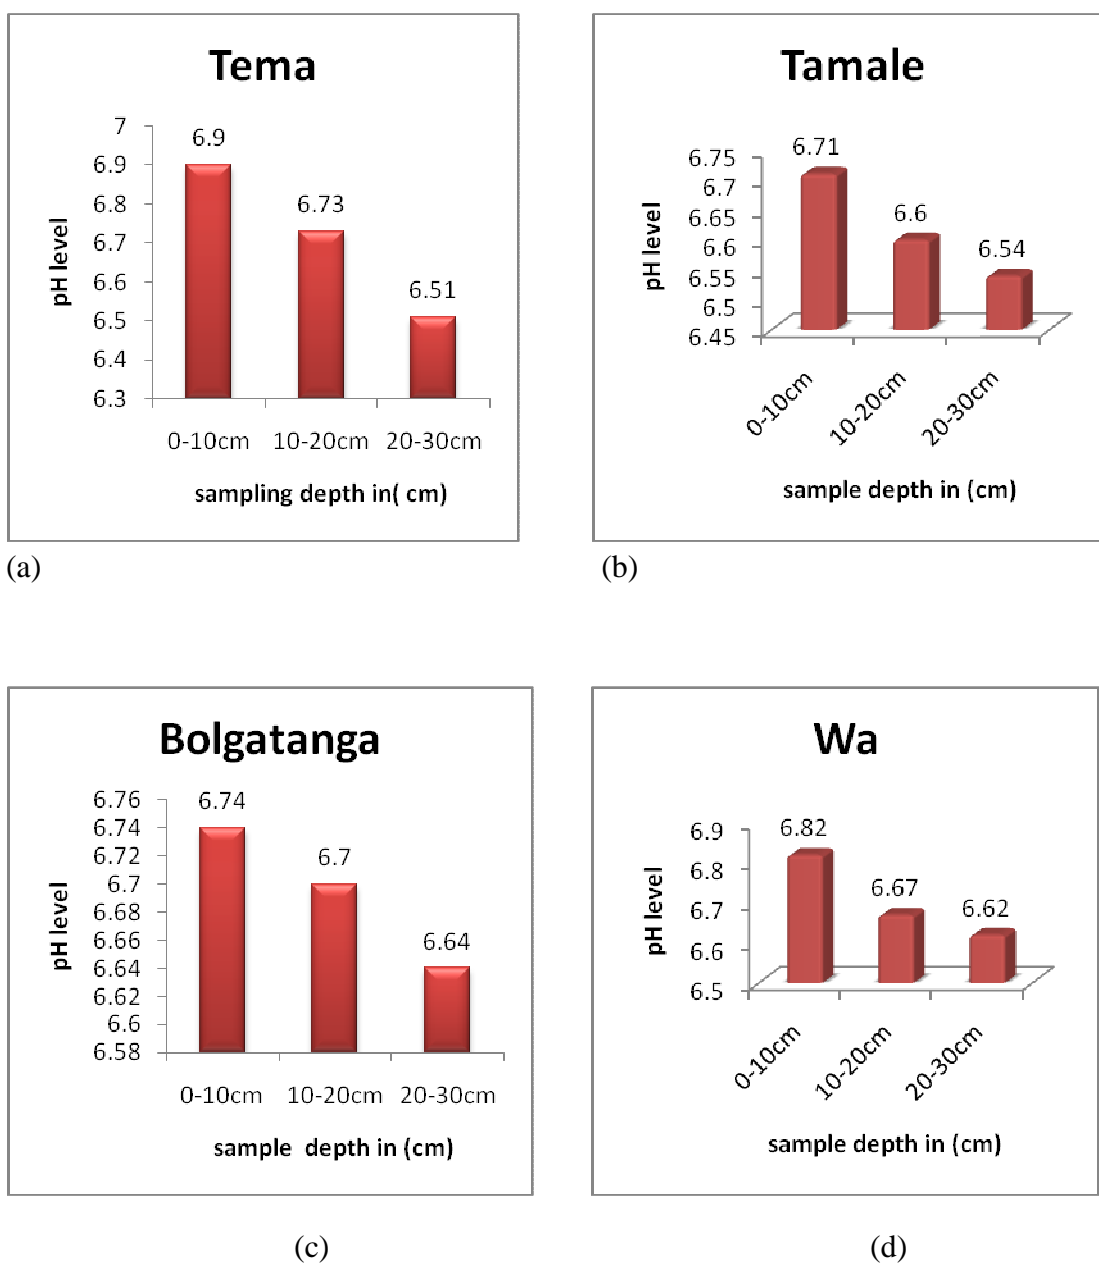 Tema
7
6.9
6.8
6.7
6.6
6.5
6.4
6.3
pH level
6.9
6.73
6.51
0-10cm 10-20cm 20-30cm
sampling depth in( cm)
(a)
Tamale
6.75
6.7
6.65
6.6
6.55
6.5
6.45
pH level
6.71
6.6
6.54
0-10cm 10-20cm 20-30cm
sample depth in (cm)
(b)
Bolgatanga
6.76
6.74
6.72
6.7
6.68
6.66
6.64
6.62
6.6
6.58
pH level
6.74
6.7
6.64
0-10cm 10-20cm 20-30cm
sample depth in (cm)
(c)
Wa
6.9
6.8
6.7
6.6
6.5
pH level
6.82
6.67
6.62
0-10cm 10-20cm 20-30cm
sample depth in (cm)
(d)